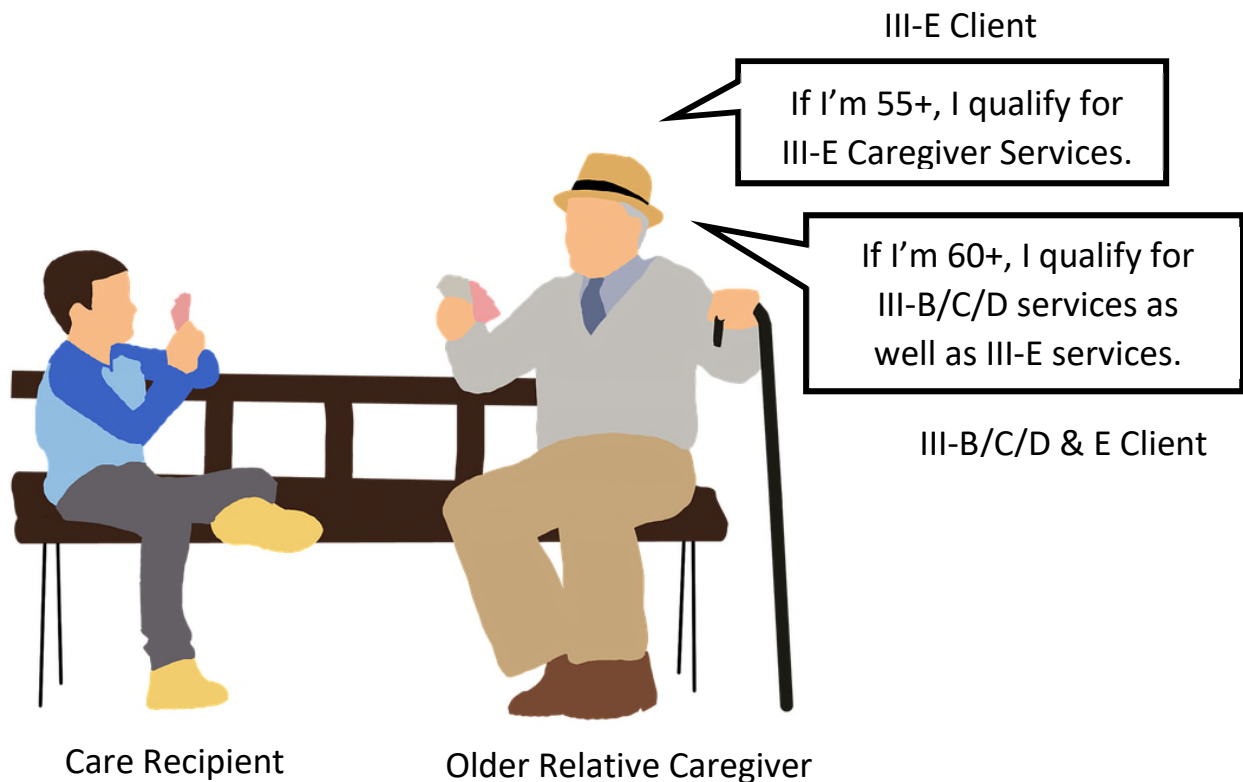 III-E Client
If I’m 55+, I qualify for
III-E Caregiver Services.
If I’m 60+, I qualify for
III-B/C/D services as
well as III-E services.
III-B/C/D & E Client
Care Recipient
Older Relative Caregiver